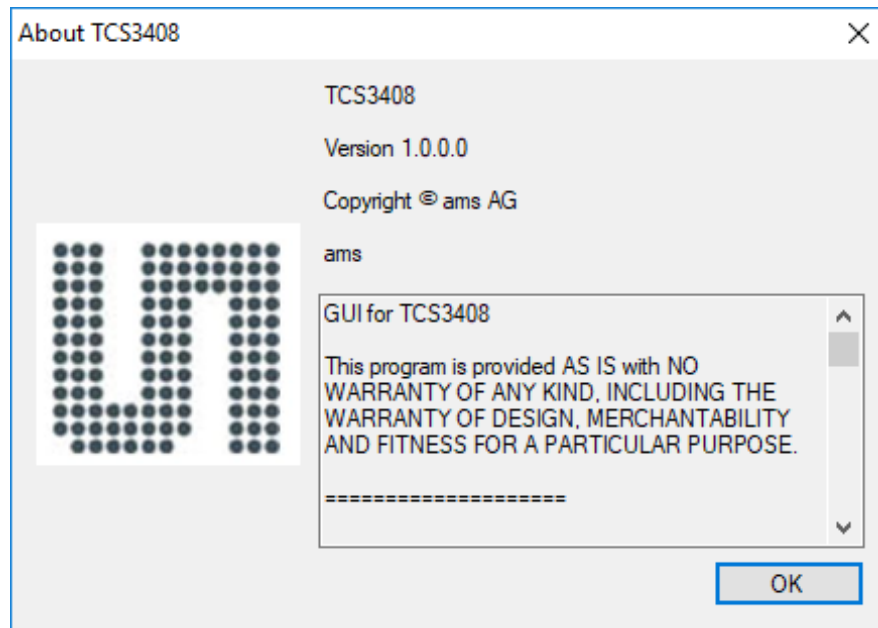 About TCS3408
TCS3408
Version 1.0.0.0
Copyright © ams AG
ams
GUI for TCS3408
This program is provided AS IS with NO
WARRANTY OF ANY KIND, INCLUDING THE
WARRANTY OF DESIGN, MERCHANTABILITY
AND FITNESS FOR A PARTICULAR PURPOSE.
====================
OK